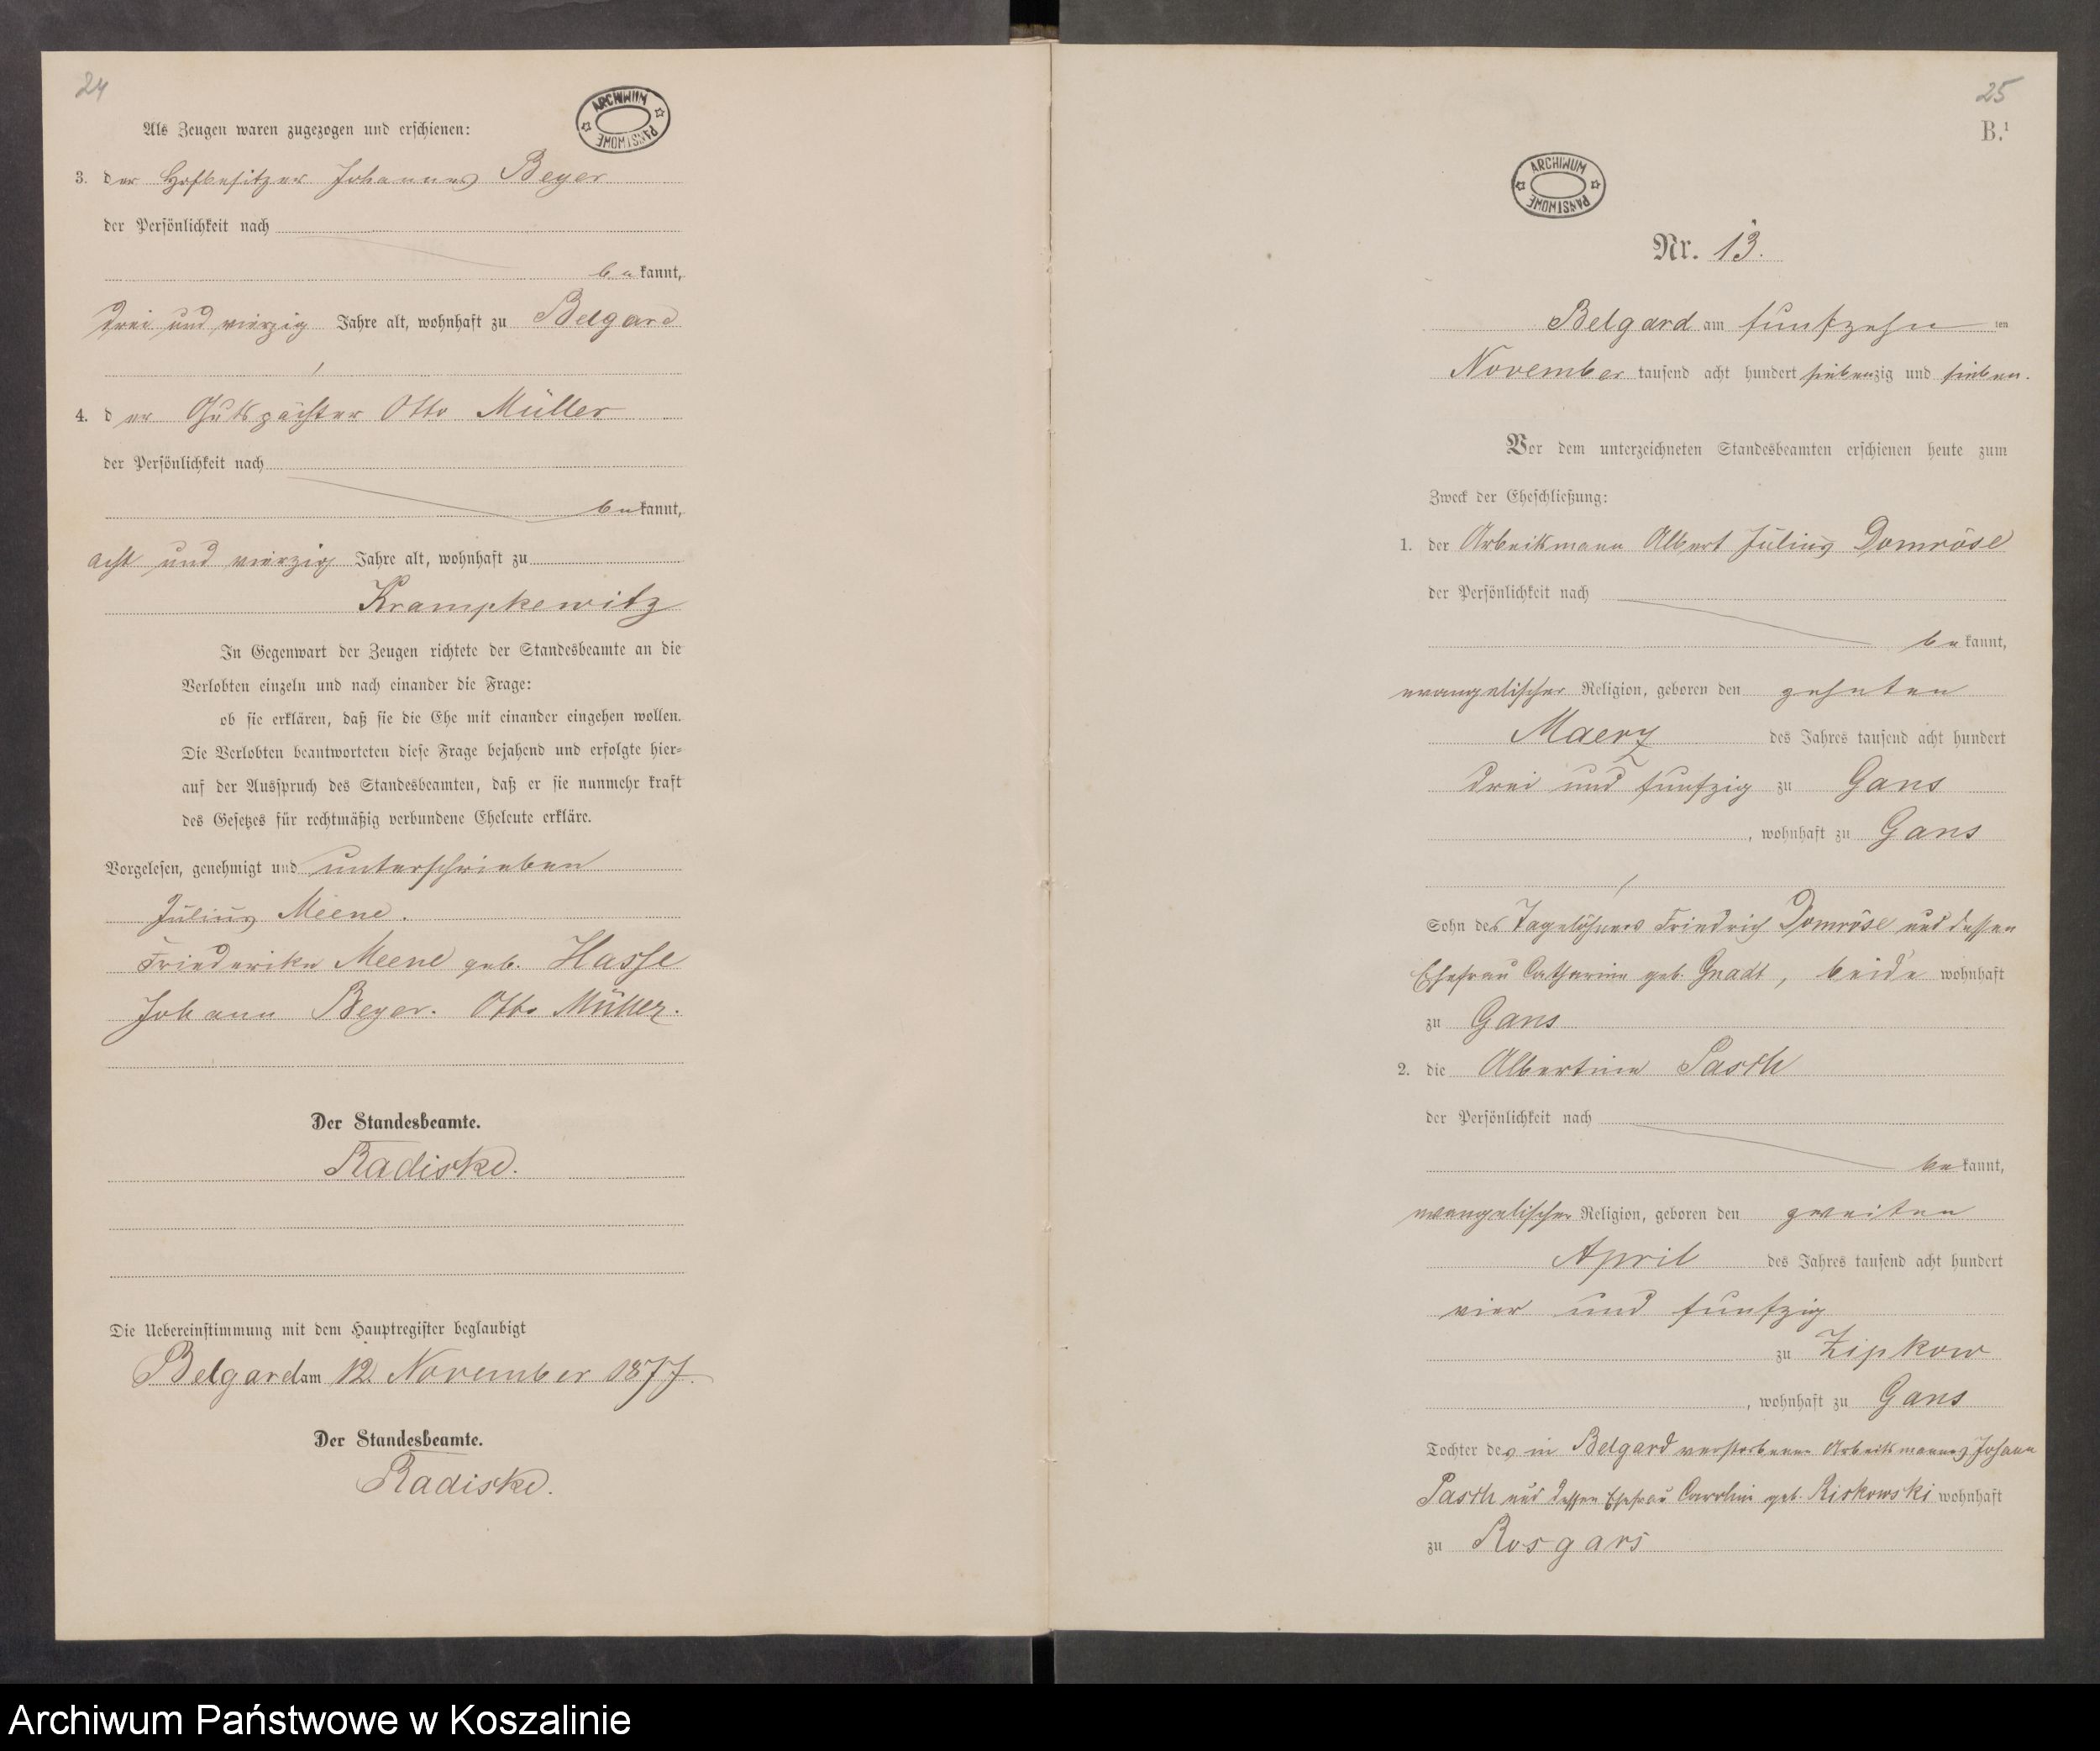 24
Als Zeugen waren zugezogen und erschienen:
ARCHIWUM PAŃSTWOWE
3. der Hofbesitzer Johannes Beyer
der Persönlichkeit nach
bekannt,
drei und vierzig Jahre alt, wohnhaft zu Belgard
4. der Gutspächter Otto Müller
der Persönlichkeit nach
bekannt,
acht und vierzig Jahre alt, wohnhaft zu
Krampkewitz
In Gegenwart der Zeugen richtete der Standesbeamte an die
Verlobten einzeln und nach einander die Frage:
ob sie erklären, daß sie die Ehe mit einander eingehen wollen.
Die Verlobten beantworteten diese Frage bejahend und erfolgte hier-
auf der Ausspruch des Standesbeamten, daß er sie nunmehr kraft
des Gesetzes für rechtmäßig verbundene Eheleute erkläre.
Vorgelesen, genehmigt und unterschrieben
Julius Meene.
Friederike Meene geb. Hasse
Johann Beyer. Otto Müller.
Der Standesbeamte.
Radiske.
Die Uebereinstimmung mit dem Hauptregister beglaubigt
Belgard am 12 November 1877.
Der Standesbeamte.
Radiske.
25
B.¹
ARCHIWUM PAŃSTWOWE
Nr. 13.
Belgard am funfzehn ten
November tausend acht hundert siebenzig und sieben.
Vor dem unterzeichneten Standesbeamten erschienen heute zum
Zweck der Eheschließung:
1. der Arbeitsmann Albert Julius Domröse
der Persönlichkeit nach
bekannt,
evangelischer Religion, geboren den zehnten
Maerz des Jahres tausend acht hundert
drei und funfzig zu Gans
, wohnhaft zu Gans
Sohn des Tagelöhners Friedrich Domröse und dessen
Ehefrau Catharine geb. Gnadt, beide wohnhaft
zu Gans
2. die Albertine Pasth
der Persönlichkeit nach
bekannt,
evangelischer Religion, geboren den zweiten
April des Jahres tausend acht hundert
vier und funfzig
zu Zipkow
, wohnhaft zu Gans
Tochter des in Belgard verstorbenen Arbeitsmannes Johann
Pasth und dessen Ehefrau Caroline geb. Riskowski wohnhaft
zu Rosgars
Archiwum Państwowe w Koszalinie